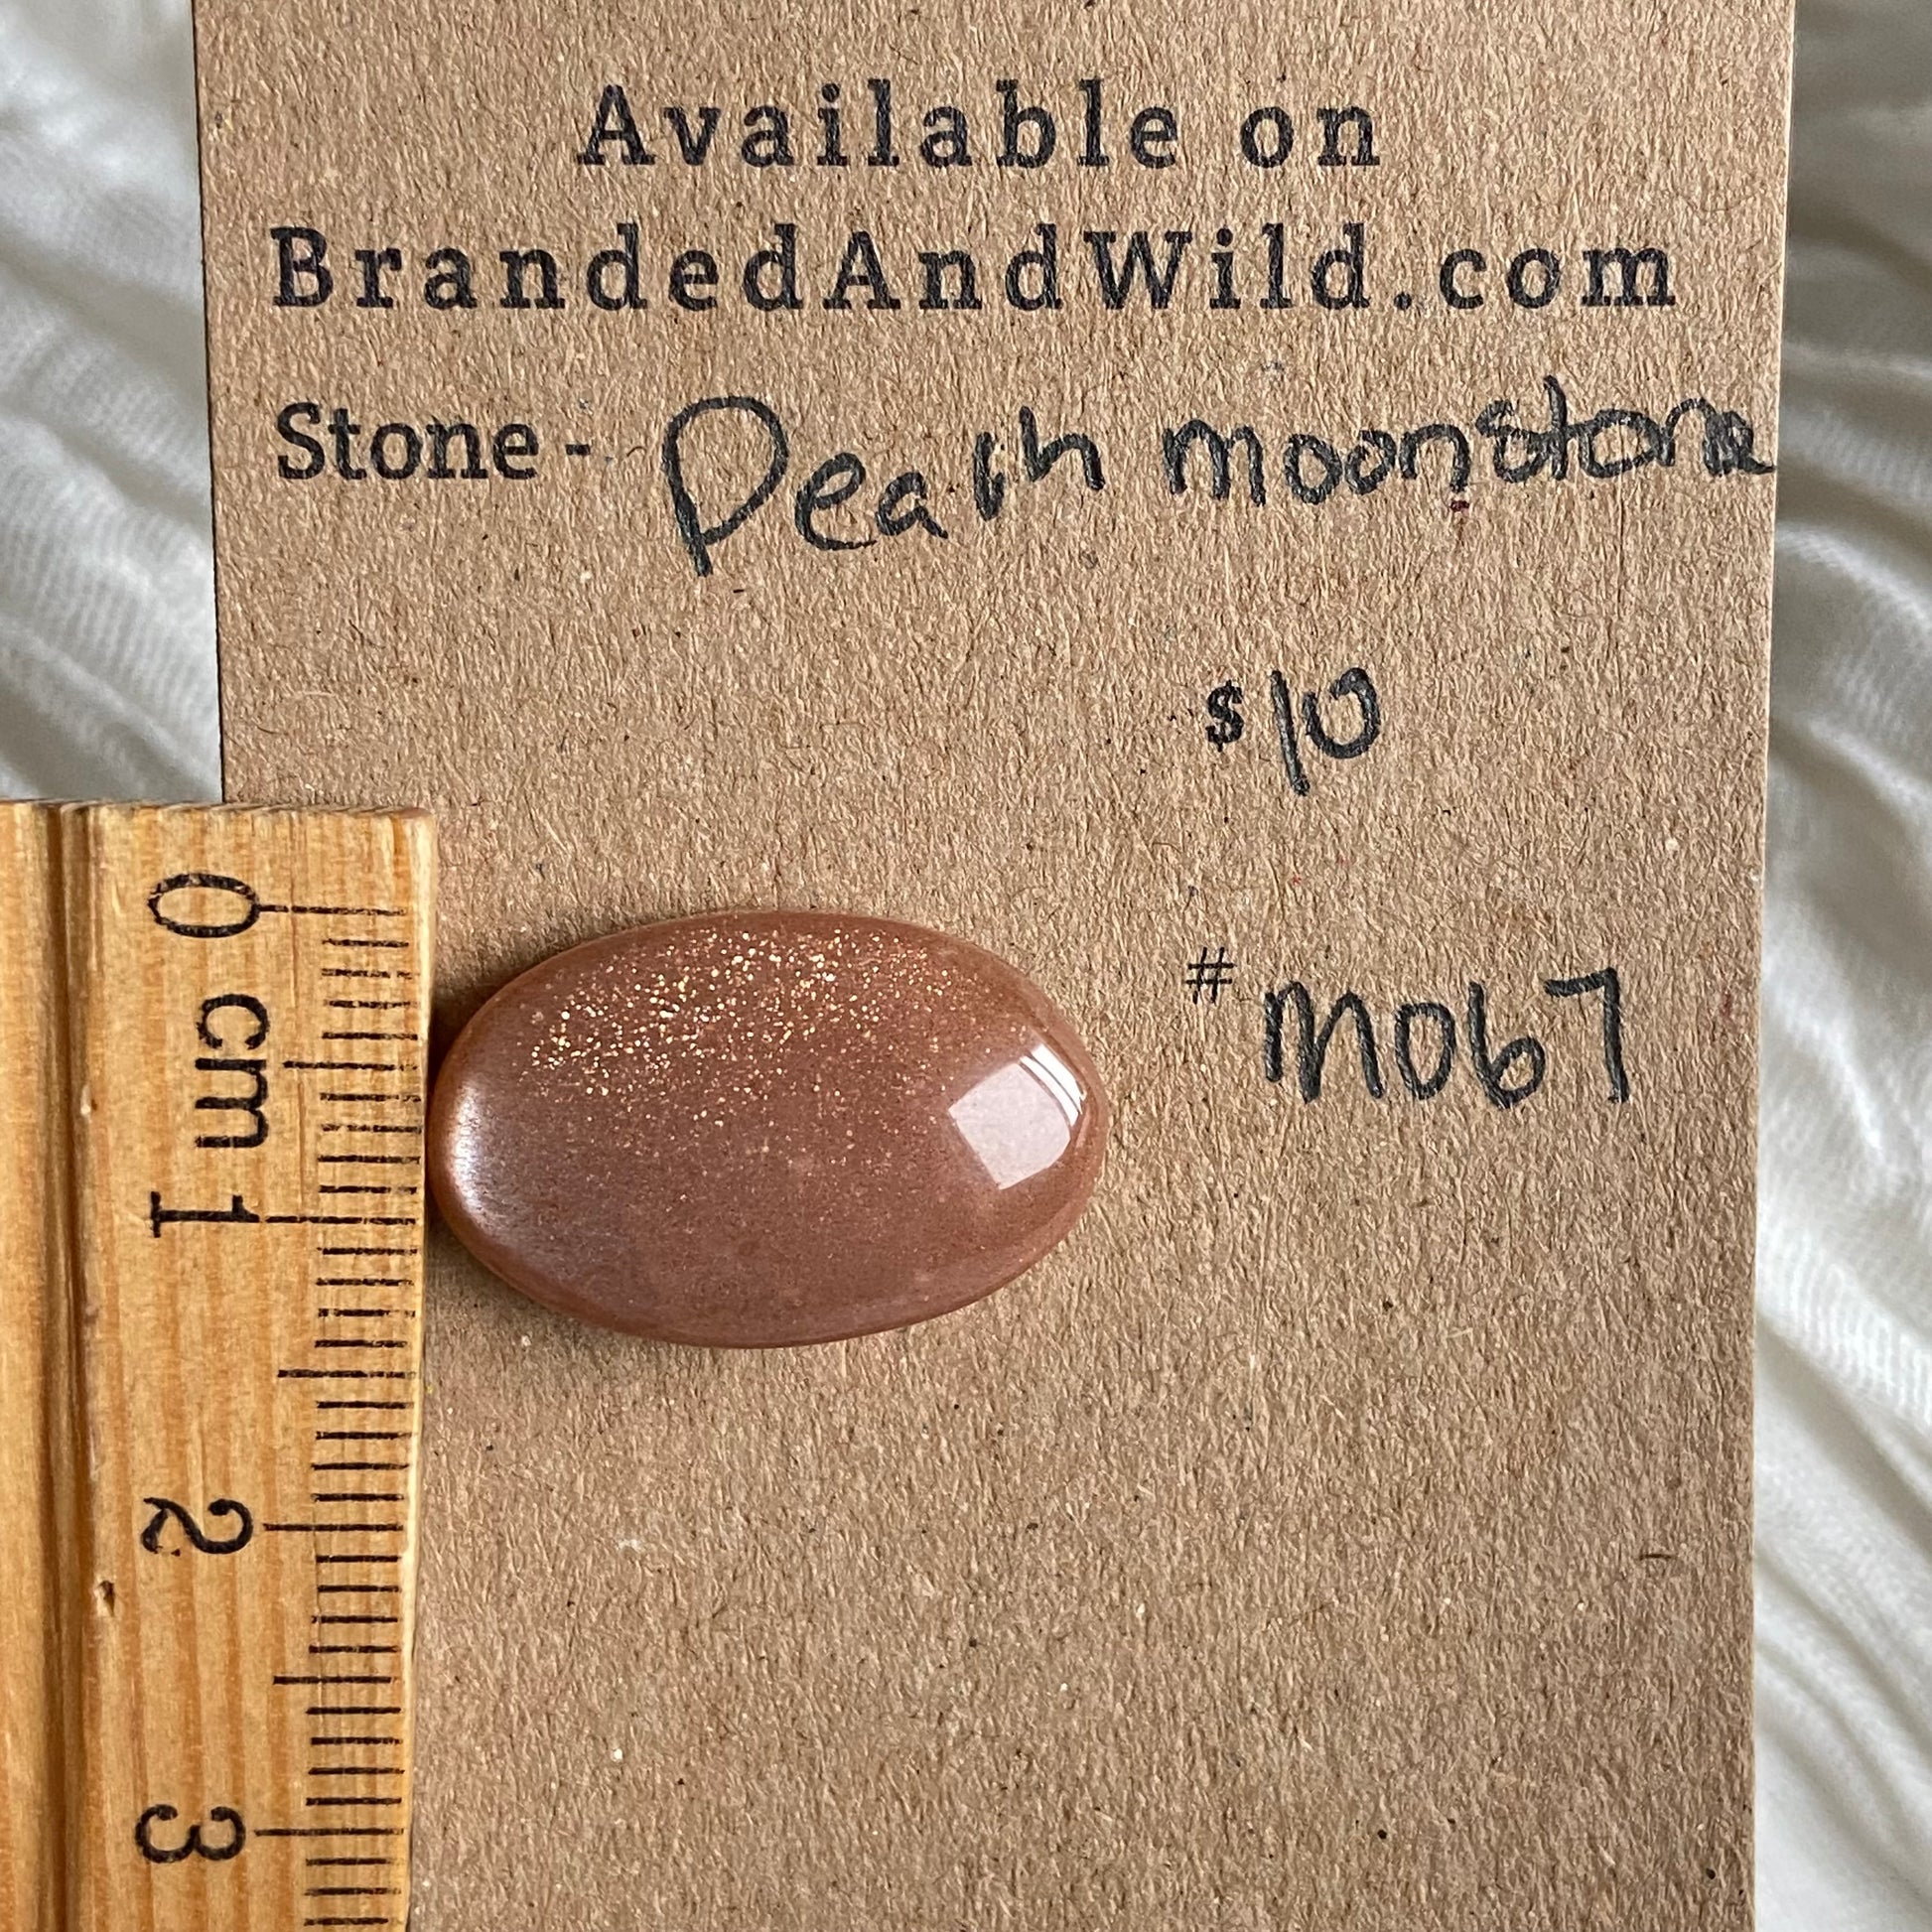 Available on
BrandedAndWild.com
Stone - Peach moonstone
$10
# M067
0 cm 1 2 3